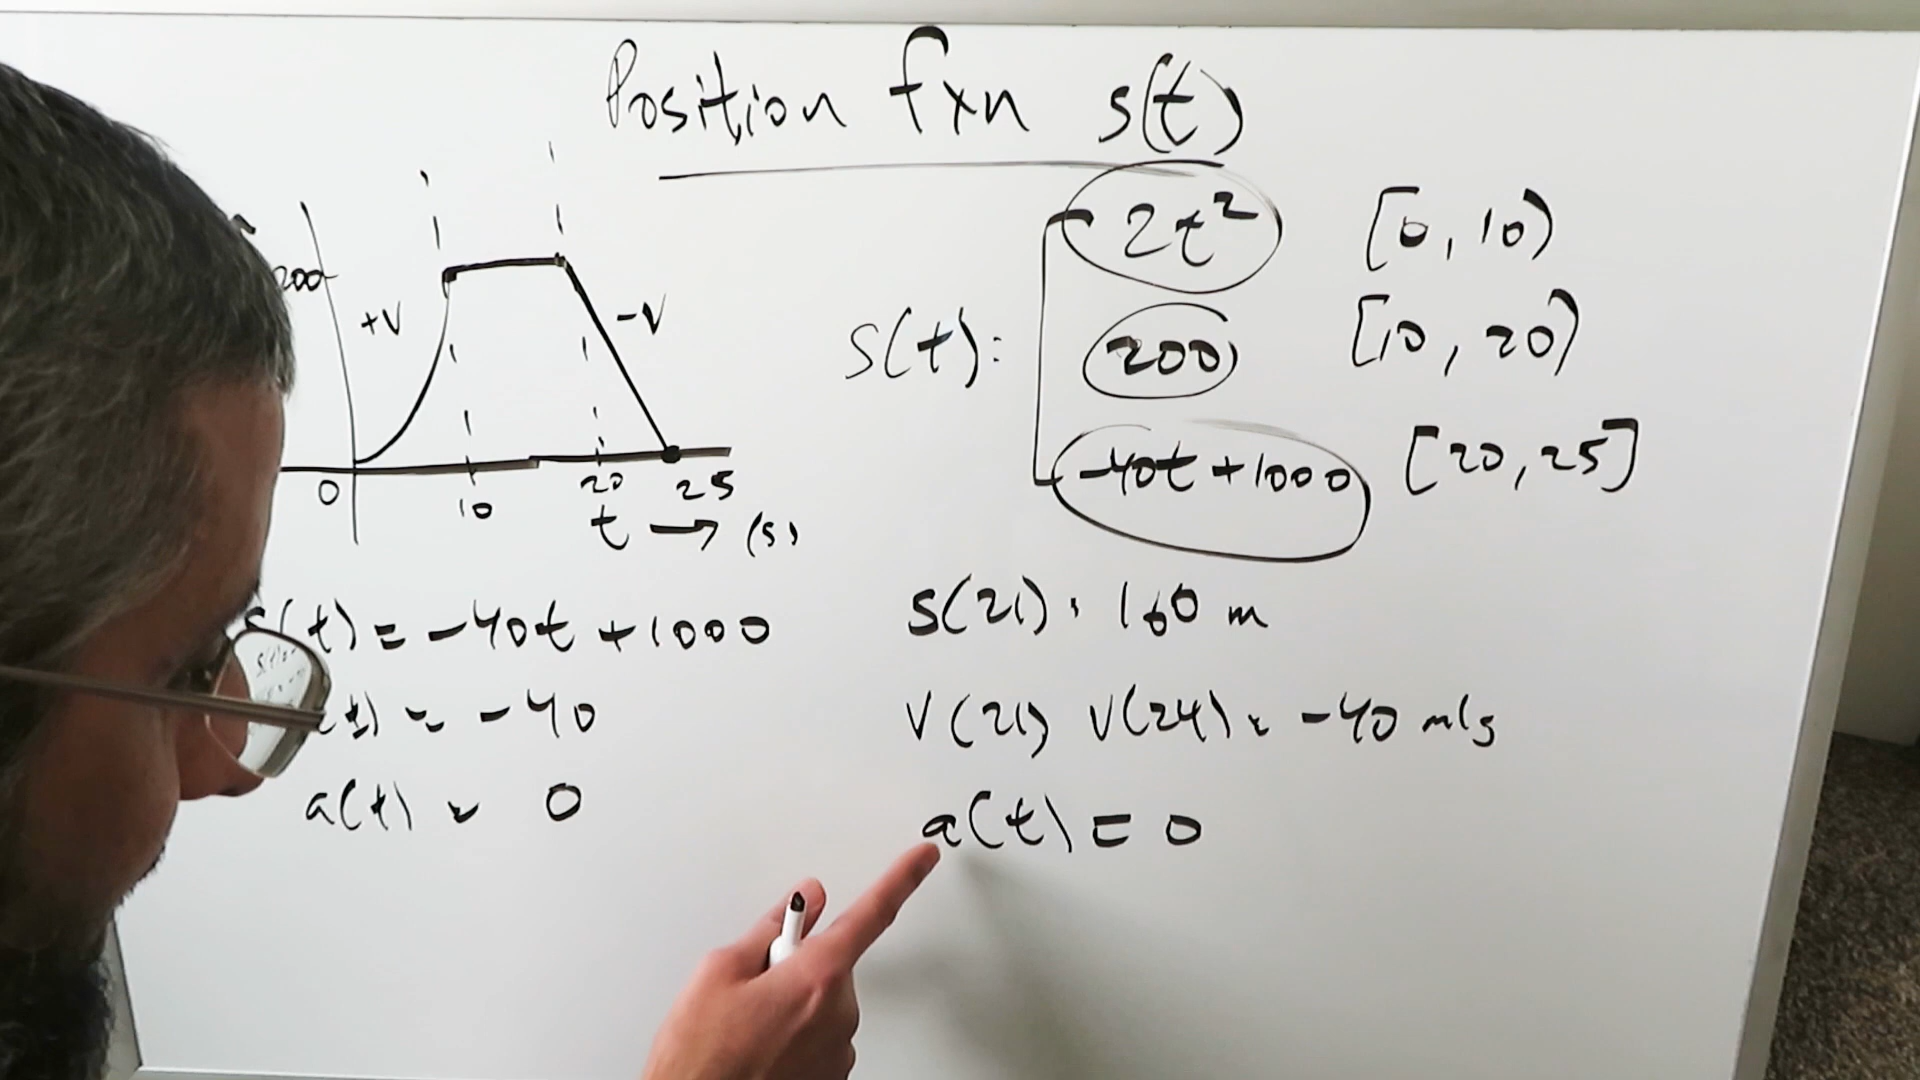 Position fxn s(t)
200
+V
-V
0
10
20
25
t → (s)
s(t):
2t² [0, 10)
200 [10, 20)
-40t + 1000 [20, 25]
s(t) = -40t + 1000
(t) = -40
a(t) = 0
s(21) = 160 m
V(21) V(24) = -40 m/s
a(t) = 0